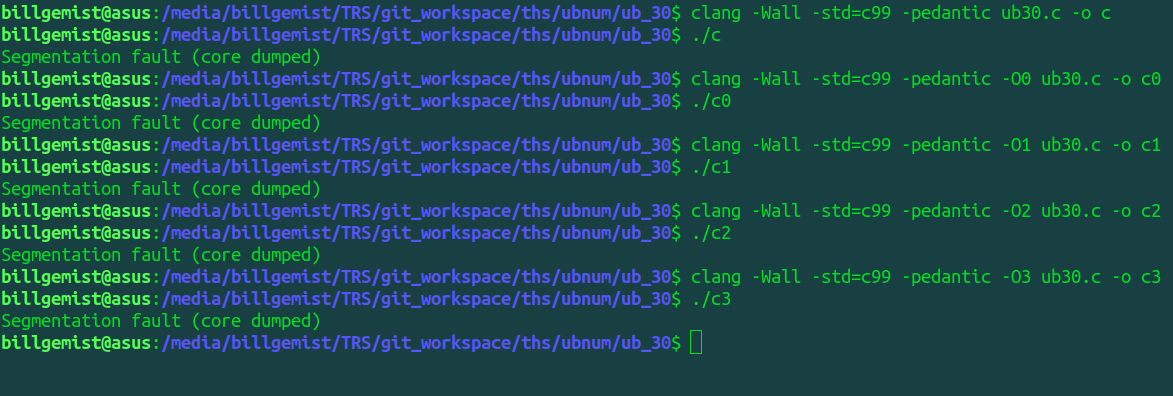 billgemist@asus:/media/billgemist/TRS/git_workspace/ths/ubnum/ub_30$ clang -Wall -std=c99 -pedantic ub30.c -o c
billgemist@asus:/media/billgemist/TRS/git_workspace/ths/ubnum/ub_30$ ./c
Segmentation fault (core dumped)
billgemist@asus:/media/billgemist/TRS/git_workspace/ths/ubnum/ub_30$ clang -Wall -std=c99 -pedantic -O0 ub30.c -o c0
billgemist@asus:/media/billgemist/TRS/git_workspace/ths/ubnum/ub_30$ ./c0
Segmentation fault (core dumped)
billgemist@asus:/media/billgemist/TRS/git_workspace/ths/ubnum/ub_30$ clang -Wall -std=c99 -pedantic -O1 ub30.c -o c1
billgemist@asus:/media/billgemist/TRS/git_workspace/ths/ubnum/ub_30$ ./c1
Segmentation fault (core dumped)
billgemist@asus:/media/billgemist/TRS/git_workspace/ths/ubnum/ub_30$ clang -Wall -std=c99 -pedantic -O2 ub30.c -o c2
billgemist@asus:/media/billgemist/TRS/git_workspace/ths/ubnum/ub_30$ ./c2
Segmentation fault (core dumped)
billgemist@asus:/media/billgemist/TRS/git_workspace/ths/ubnum/ub_30$ clang -Wall -std=c99 -pedantic -O3 ub30.c -o c3
billgemist@asus:/media/billgemist/TRS/git_workspace/ths/ubnum/ub_30$ ./c3
Segmentation fault (core dumped)
billgemist@asus:/media/billgemist/TRS/git_workspace/ths/ubnum/ub_30$